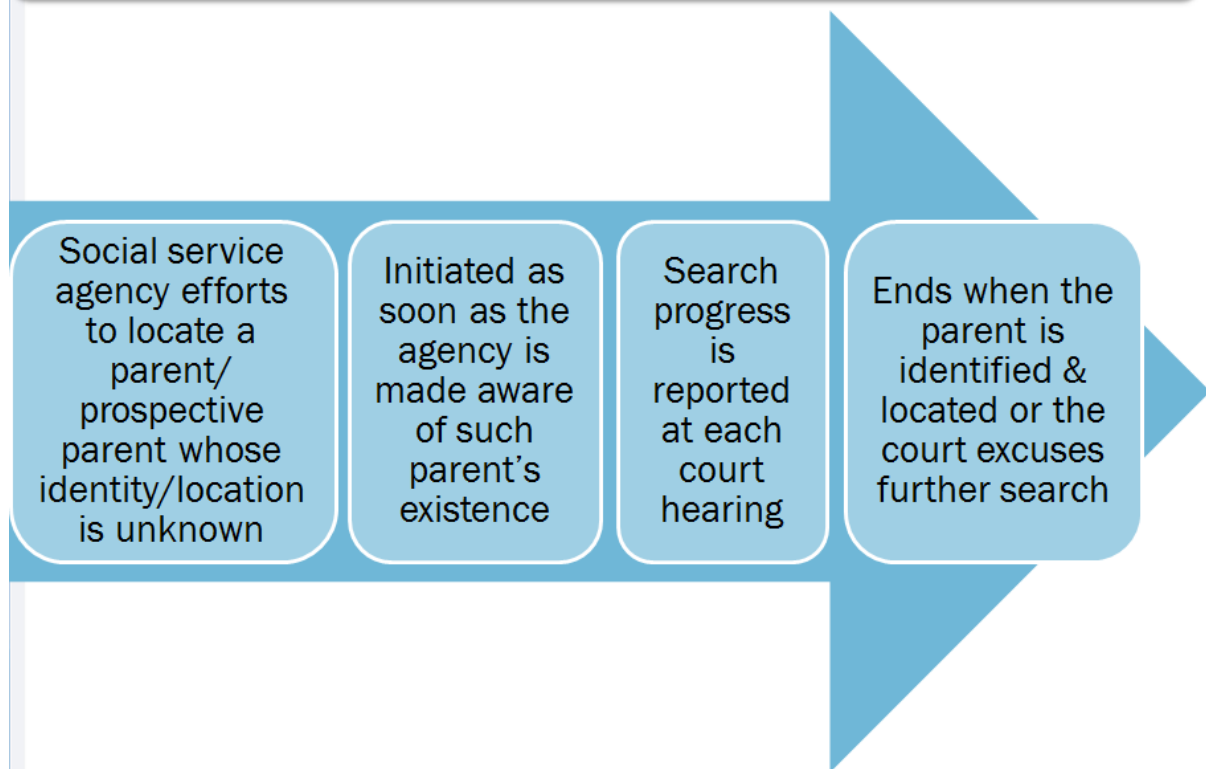 Social service
agency efforts
to locate a
parent/
prospective
parent whose
identity/location
is unknown
Initiated as
soon as the
agency is
made aware
of such
parent’s
existence
Search
progress
is
reported
at each
court
hearing
Ends when the
parent is
identified &
located or the
court excuses
further search